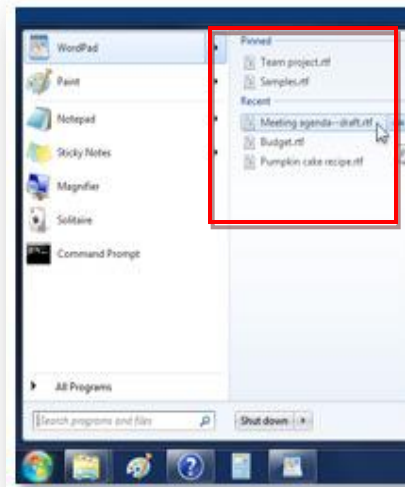 WordPad
Paint
Notepad
Sticky Notes
Magnifier
Solitaire
Command Prompt
All Programs
Search programs and files
Pinned
Team project.rtf
Samples.rtf
Recent
Meeting agenda--draft.rtf
Budget.rtf
Pumpkin cake recipe.rtf
Shut down